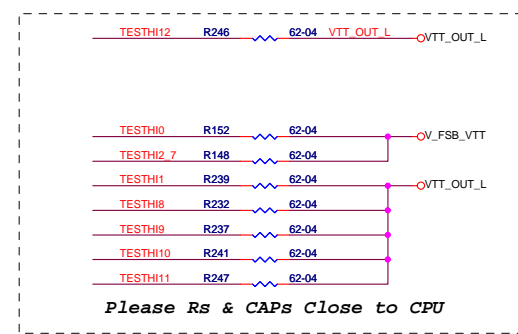 TESTHI12 R246 62-04 VTT_OUT_L VTT_OUT_L
TESTHI0 R152 62-04 V_FSB_VTT
TESTHI2_7 R148 62-04
TESTHI1 R239 62-04 VTT_OUT_L
TESTHI8 R232 62-04
TESTHI9 R237 62-04
TESTHI10 R241 62-04
TESTHI11 R247 62-04
Please Rs & CAPs Close to CPU